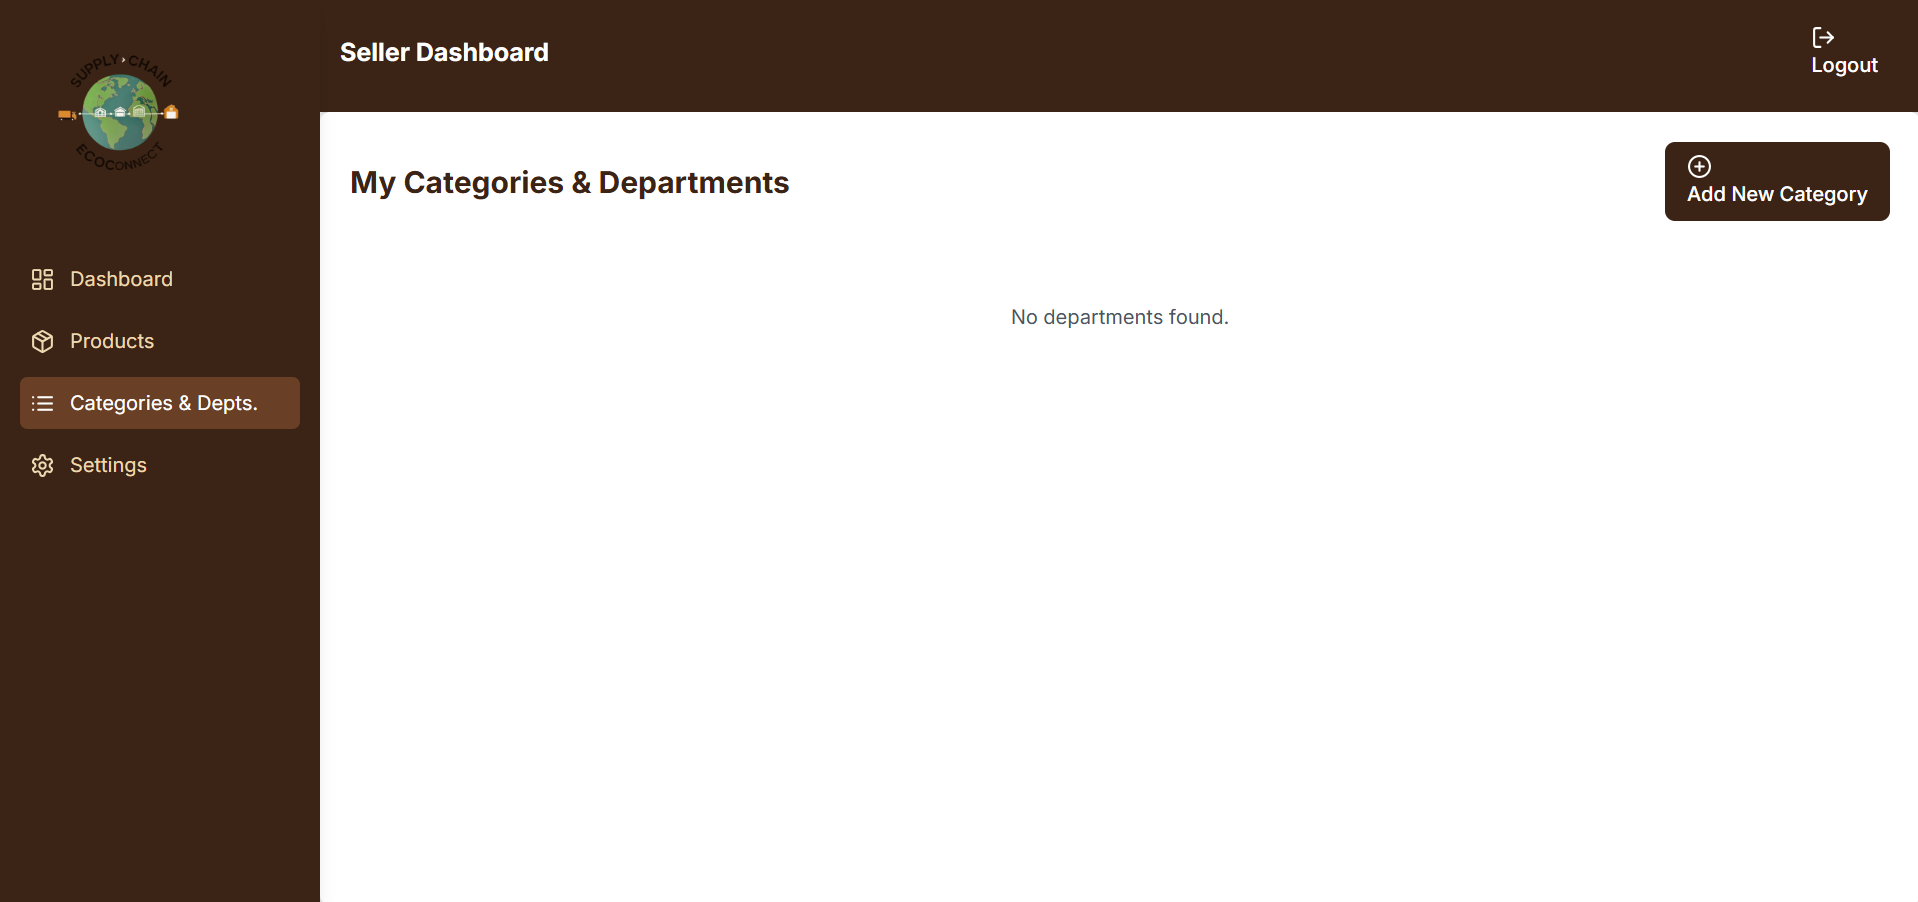 SUPPLY CHAIN
ECOCONNECT
Seller Dashboard
Logout
My Categories & Departments
Add New Category
Dashboard
Products
Categories & Depts.
Settings
No departments found.